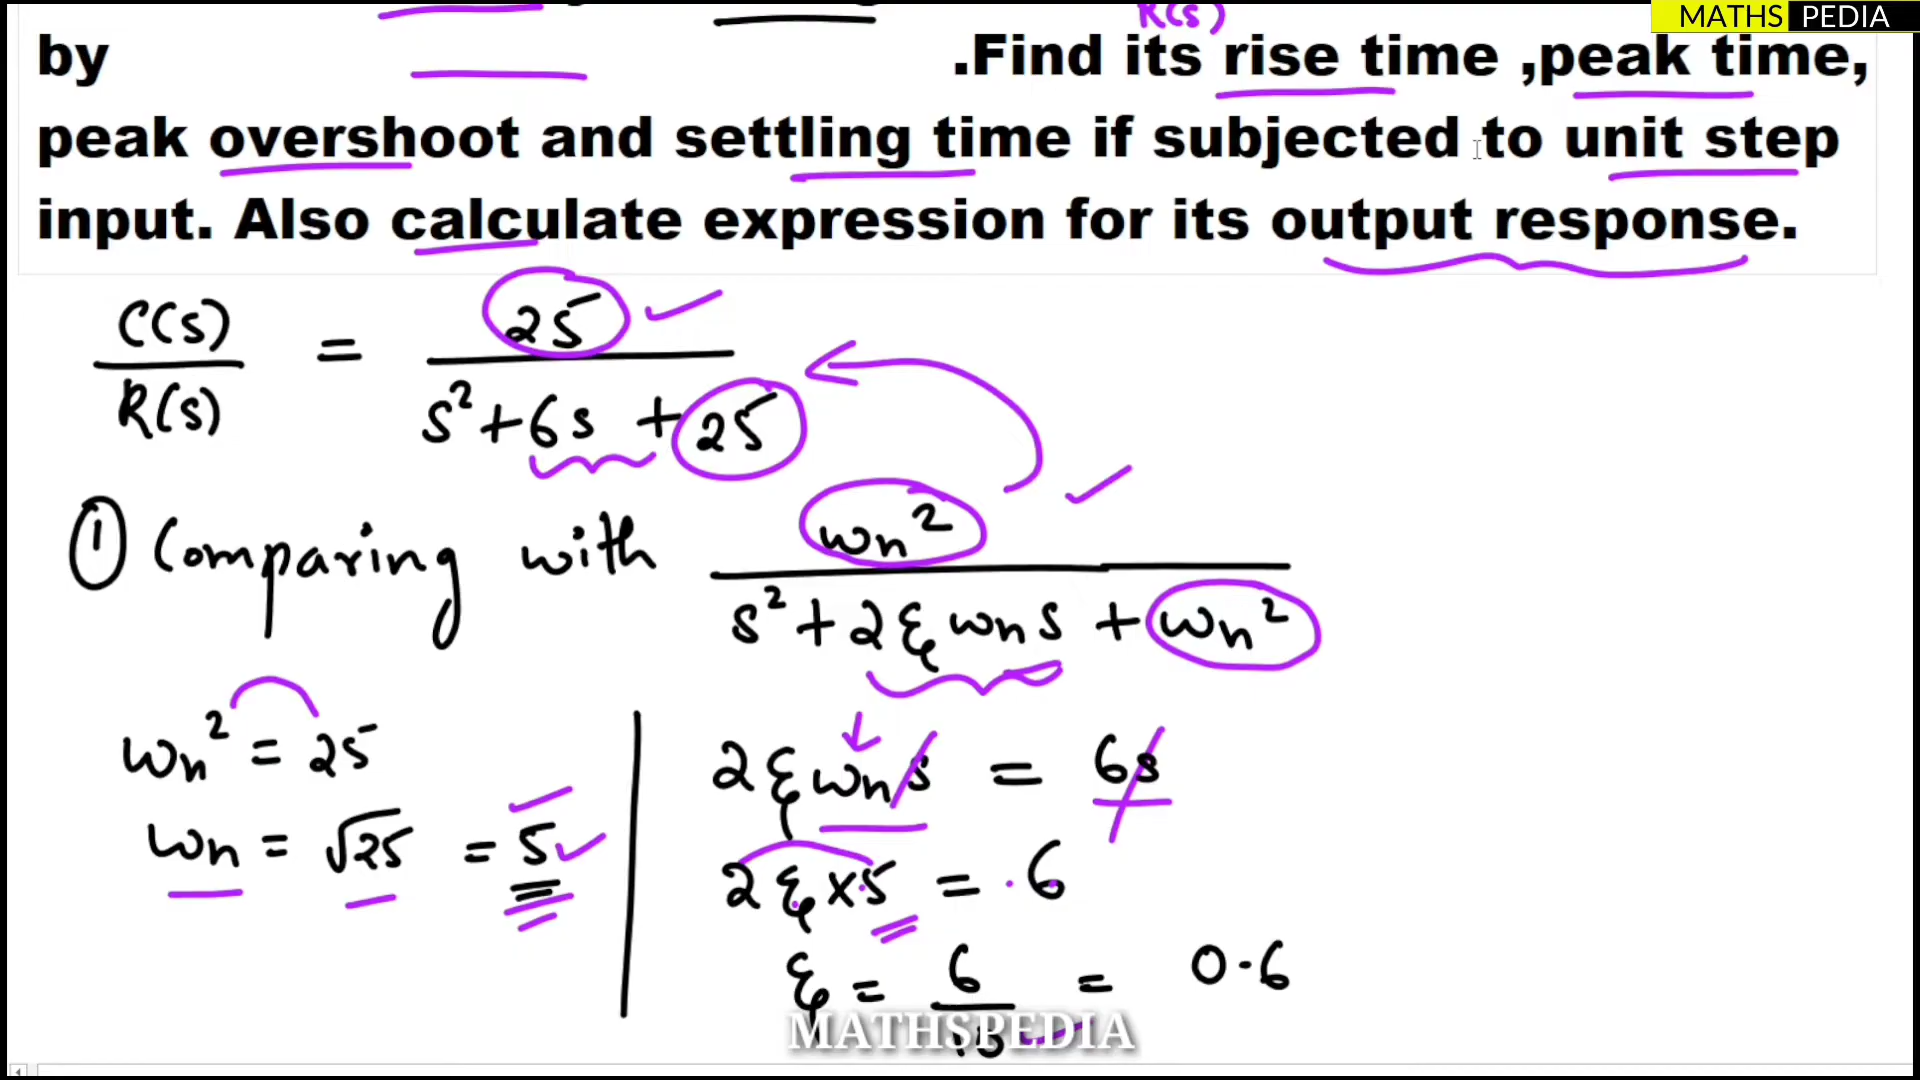 R(s)
MATHS PEDIA
by .Find its rise time ,peak time,
peak overshoot and settling time if subjected to unit step
input. Also calculate expression for its output response.
C(s) / R(s) = 25 / s² + 6s + 25
① Comparing with ωn² / s² + 2ξωns + ωn²
ωn² = 25
ωn = √25 = 5
2ξωns = 6s
2ξ×5 = 6
ξ = 6 / 10 = 0.6
MATHSPEDIA